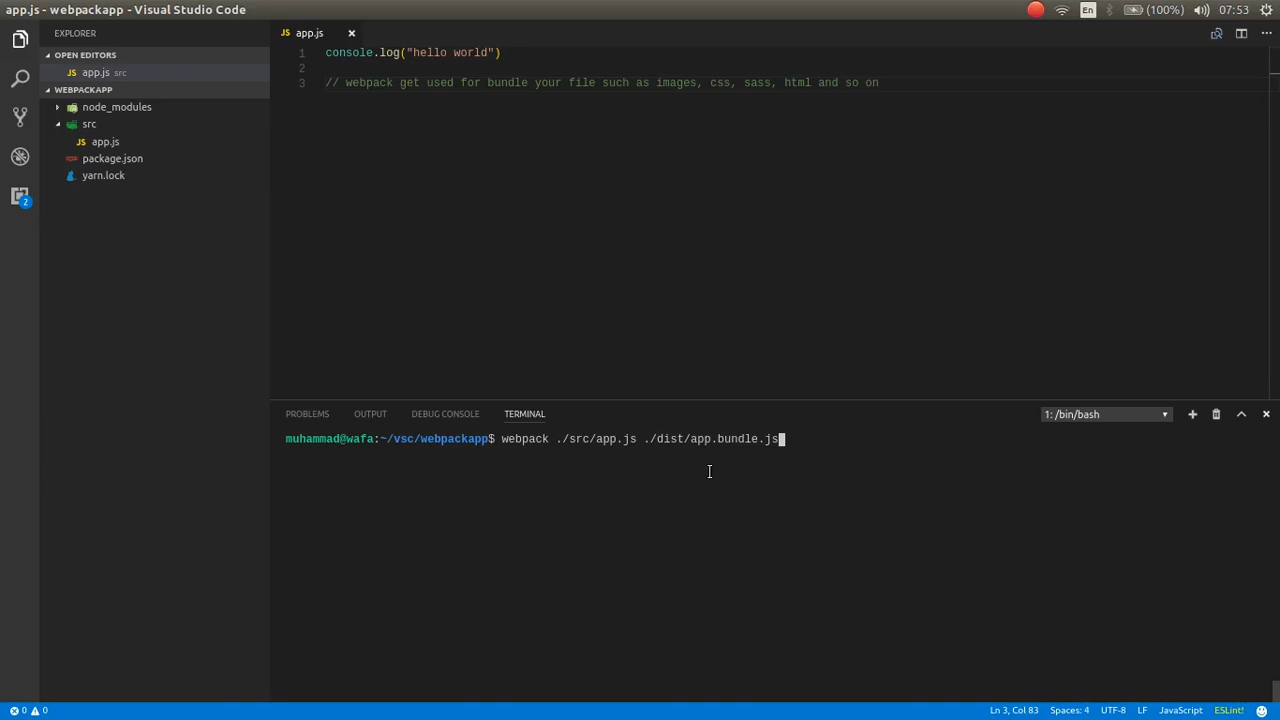 app.js - webpackapp - Visual Studio Code
En
(100%)
07:53
EXPLORER
OPEN EDITORS
JS app.js src
WEBPACKAPP
node_modules
src
JS app.js
package.json
yarn.lock
2
JS app.js
1 console.log("hello world")
2
3 // webpack get used for bundle your file such as images, css, sass, html and so on
PROBLEMS OUTPUT DEBUG CONSOLE TERMINAL
1: /bin/bash
muhammad@wafa:~/vsc/webpackapp$ webpack ./src/app.js ./dist/app.bundle.js
0 0
Ln 3, Col 83 Spaces: 4 UTF-8 LF JavaScript ESLint!